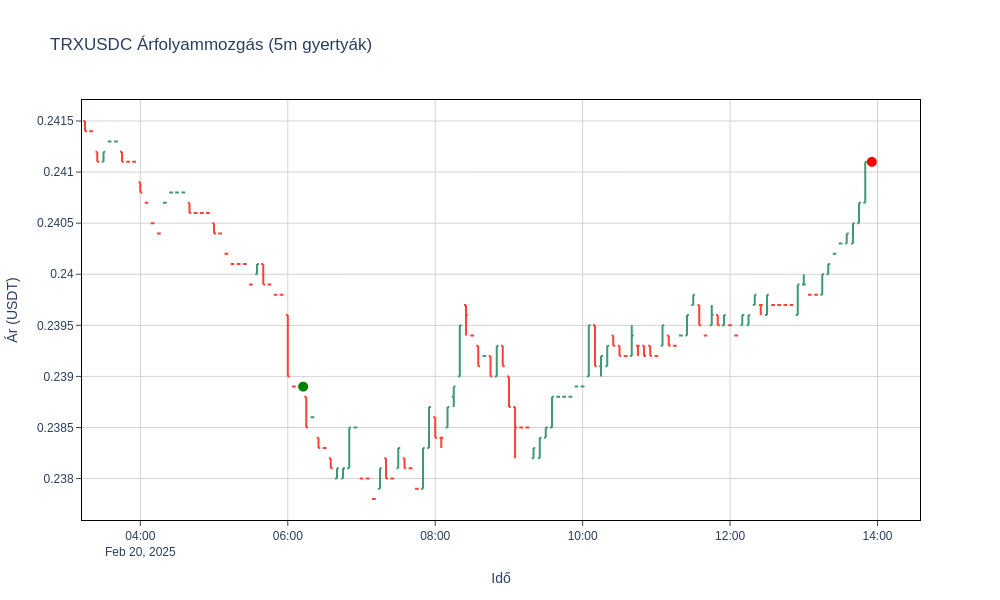 TRXUSDC Árfolyammozgás (5m gyertyák)
Ár (USDT)
0.2415
0.241
0.2405
0.24
0.2395
0.239
0.2385
0.238
04:00 06:00 08:00 10:00 12:00 14:00
Feb 20, 2025
Idő